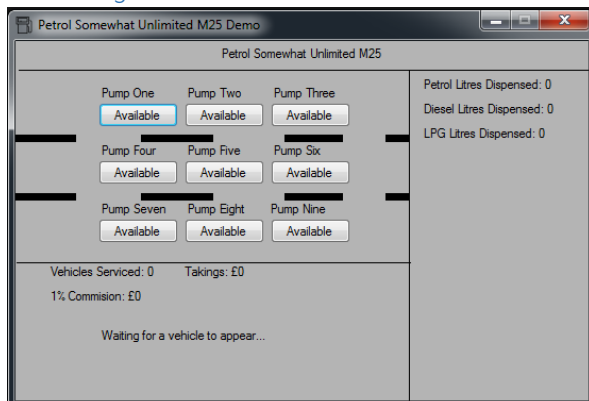 Petrol Somewhat Unlimited M25 Demo
Petrol Somewhat Unlimited M25
Pump One Pump Two Pump Three
Available Available Available
Pump Four Pump Five Pump Six
Available Available Available
Pump Seven Pump Eight Pump Nine
Available Available Available
Petrol Litres Dispensed: 0
Diesel Litres Dispensed: 0
LPG Litres Dispensed: 0
Vehicles Serviced: 0 Takings: £0
1% Commision: £0
Waiting for a vehicle to appear...